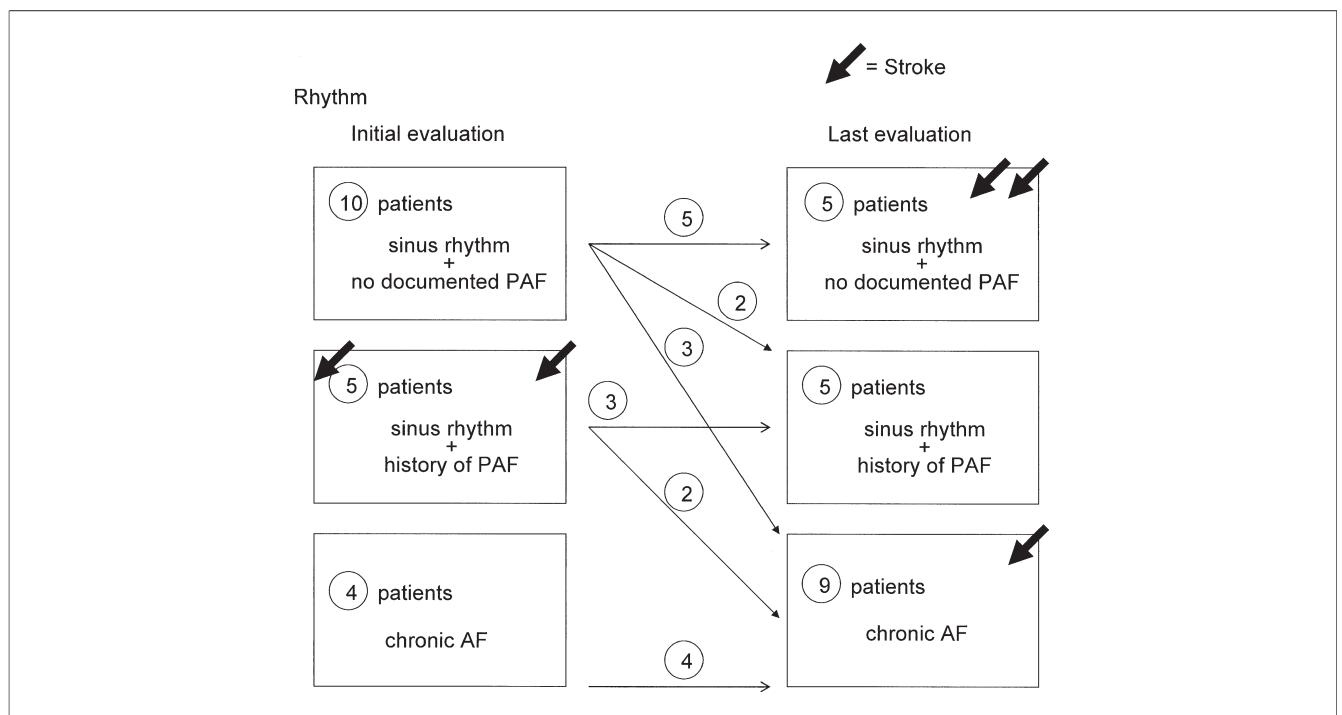 = Stroke
Rhythm
Initial evaluation
Last evaluation
10 patients
sinus rhythm
+
no documented PAF
5
2
3
5 patients
sinus rhythm
+
no documented PAF
5 patients
sinus rhythm
+
history of PAF
3
2
5 patients
sinus rhythm
+
history of PAF
4 patients
chronic AF
4
9 patients
chronic AF